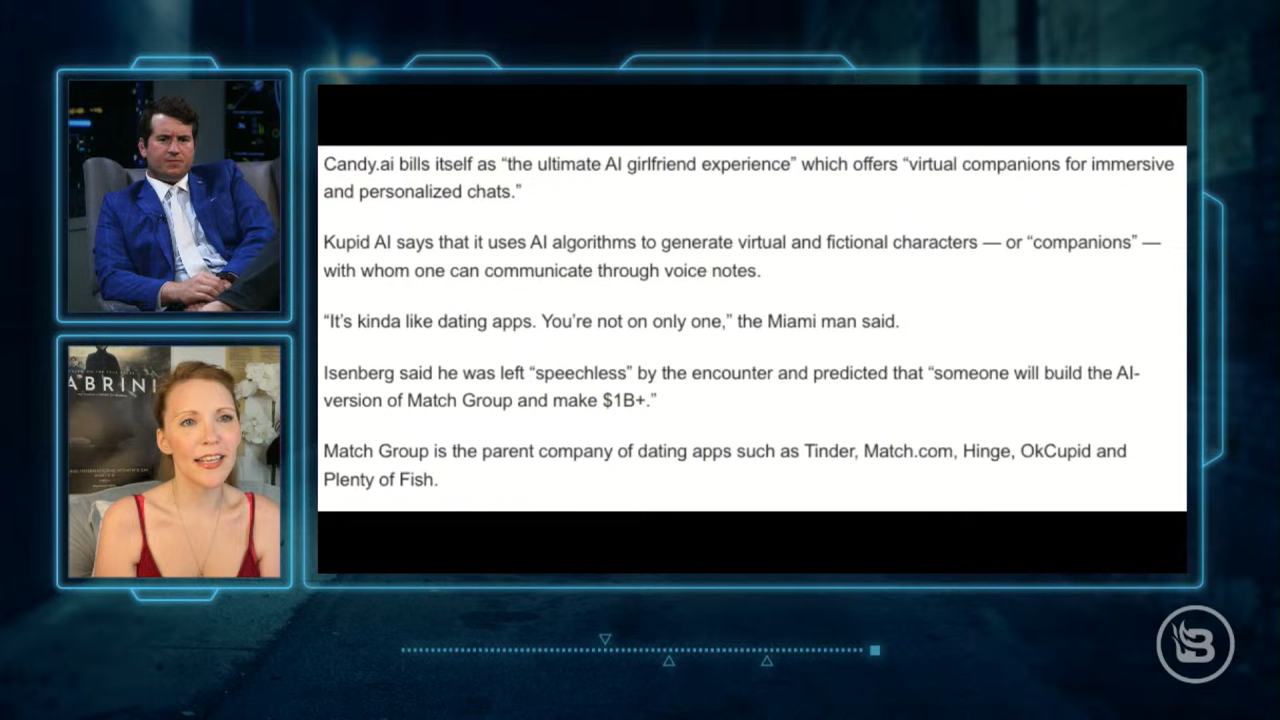 Candy.ai bills itself as “the ultimate AI girlfriend experience” which offers “virtual companions for immersive
and personalized chats.”
Kupid AI says that it uses AI algorithms to generate virtual and fictional characters — or “companions” —
with whom one can communicate through voice notes.
“It’s kinda like dating apps. You’re not on only one,” the Miami man said.
Isenberg said he was left “speechless” by the encounter and predicted that “someone will build the AI-
version of Match Group and make $1B+.”
Match Group is the parent company of dating apps such as Tinder, Match.com, Hinge, OkCupid and
Plenty of Fish.
ABRINI
B